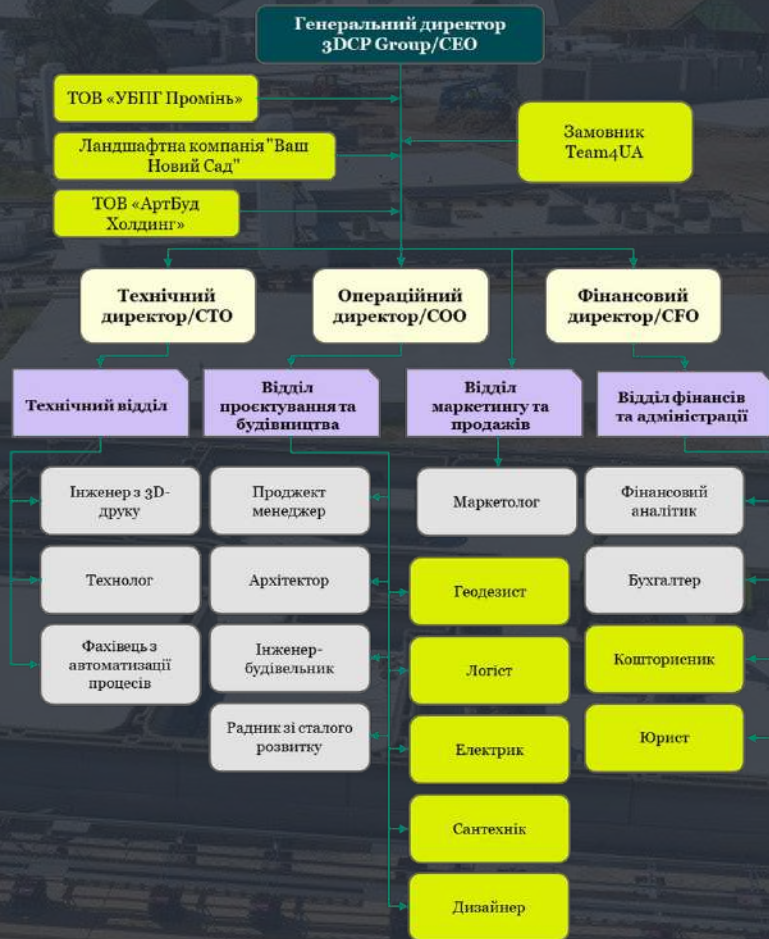 Генеральний директор
3DCP Group/CEO
ТОВ «УБПГ Промінь»
Замовник
Team4UA
Ландшафтна компанія "Ваш
Новий Сад"
ТОВ «АртБуд
Холдинг»
Технічний
директор/CTO
Операційний
директор/COO
Фінансовий
директор/CFO
Технічний відділ
Відділ
проєктування та
будівництва
Відділ
маркетингу та
продажів
Відділ фінансів
та адміністрації
Інженер з 3D-
друку
Технолог
Фахівець з
автоматизації
процесів
Проджект
менеджер
Архітектор
Інженер-
будівельник
Радник зі сталого
розвитку
Маркетолог
Геодезист
Логіст
Електрик
Сантехнік
Дизайнер
Фінансовий
аналітик
Бухгалтер
Кошторисник
Юрист